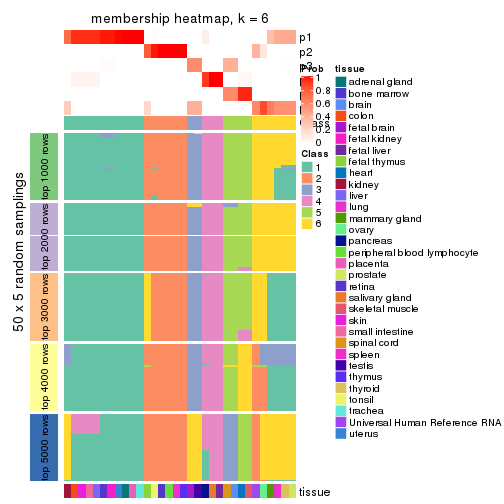 membership heatmap, k = 6
p1
p2
p3
Prob
1
0.8
0.6
0.4
0.2
0
Class
1
2
3
4
5
6
50 x 5 random samplings
top 1000 rows
top 2000 rows
top 3000 rows
top 4000 rows
top 5000 rows
tissue
tissue
adrenal gland
bone marrow
brain
colon
fetal brain
fetal kidney
fetal liver
fetal thymus
heart
kidney
liver
lung
mammary gland
ovary
pancreas
peripheral blood lymphocyte
placenta
prostate
retina
salivary gland
skeletal muscle
skin
small intestine
spinal cord
spleen
testis
thymus
thyroid
tonsil
trachea
Universal Human Reference RNA
uterus